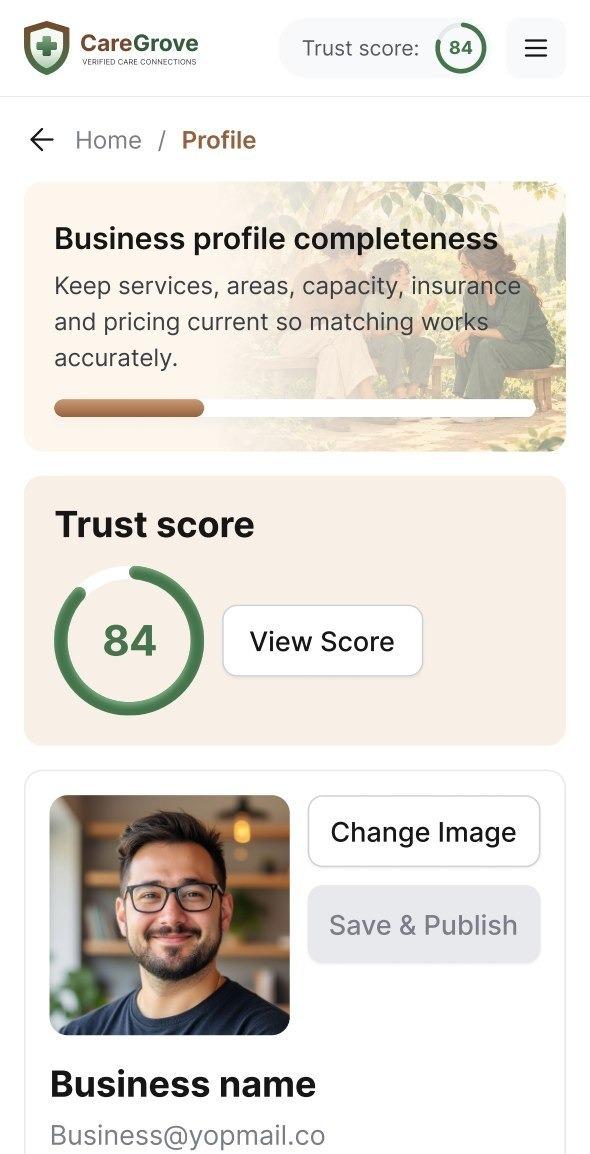 CareGrove
VERIFIED CARE CONNECTIONS
Trust score: 84
Home / Profile
Business profile completeness
Keep services, areas, capacity, insurance
and pricing current so matching works
accurately.
Trust score
84
View Score
Change Image
Save & Publish
Business name
Business@yopmail.co